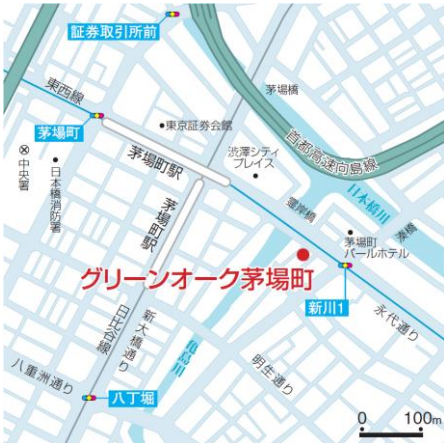 証券取引所前
茅場橋
東西線
茅場町
東京証券会館
首都高速向島線
中央署
日本橋消防署
茅場町駅
渋澤シティ
プレイス
日本橋川
霊岸橋
湊橋
茅場町駅
茅場町
パールホテル
グリーンオーク茅場町
新川1
永代通り
日比谷線
新大橋通り
亀島川
明生通り
八重洲通り
八丁堀
0 100m